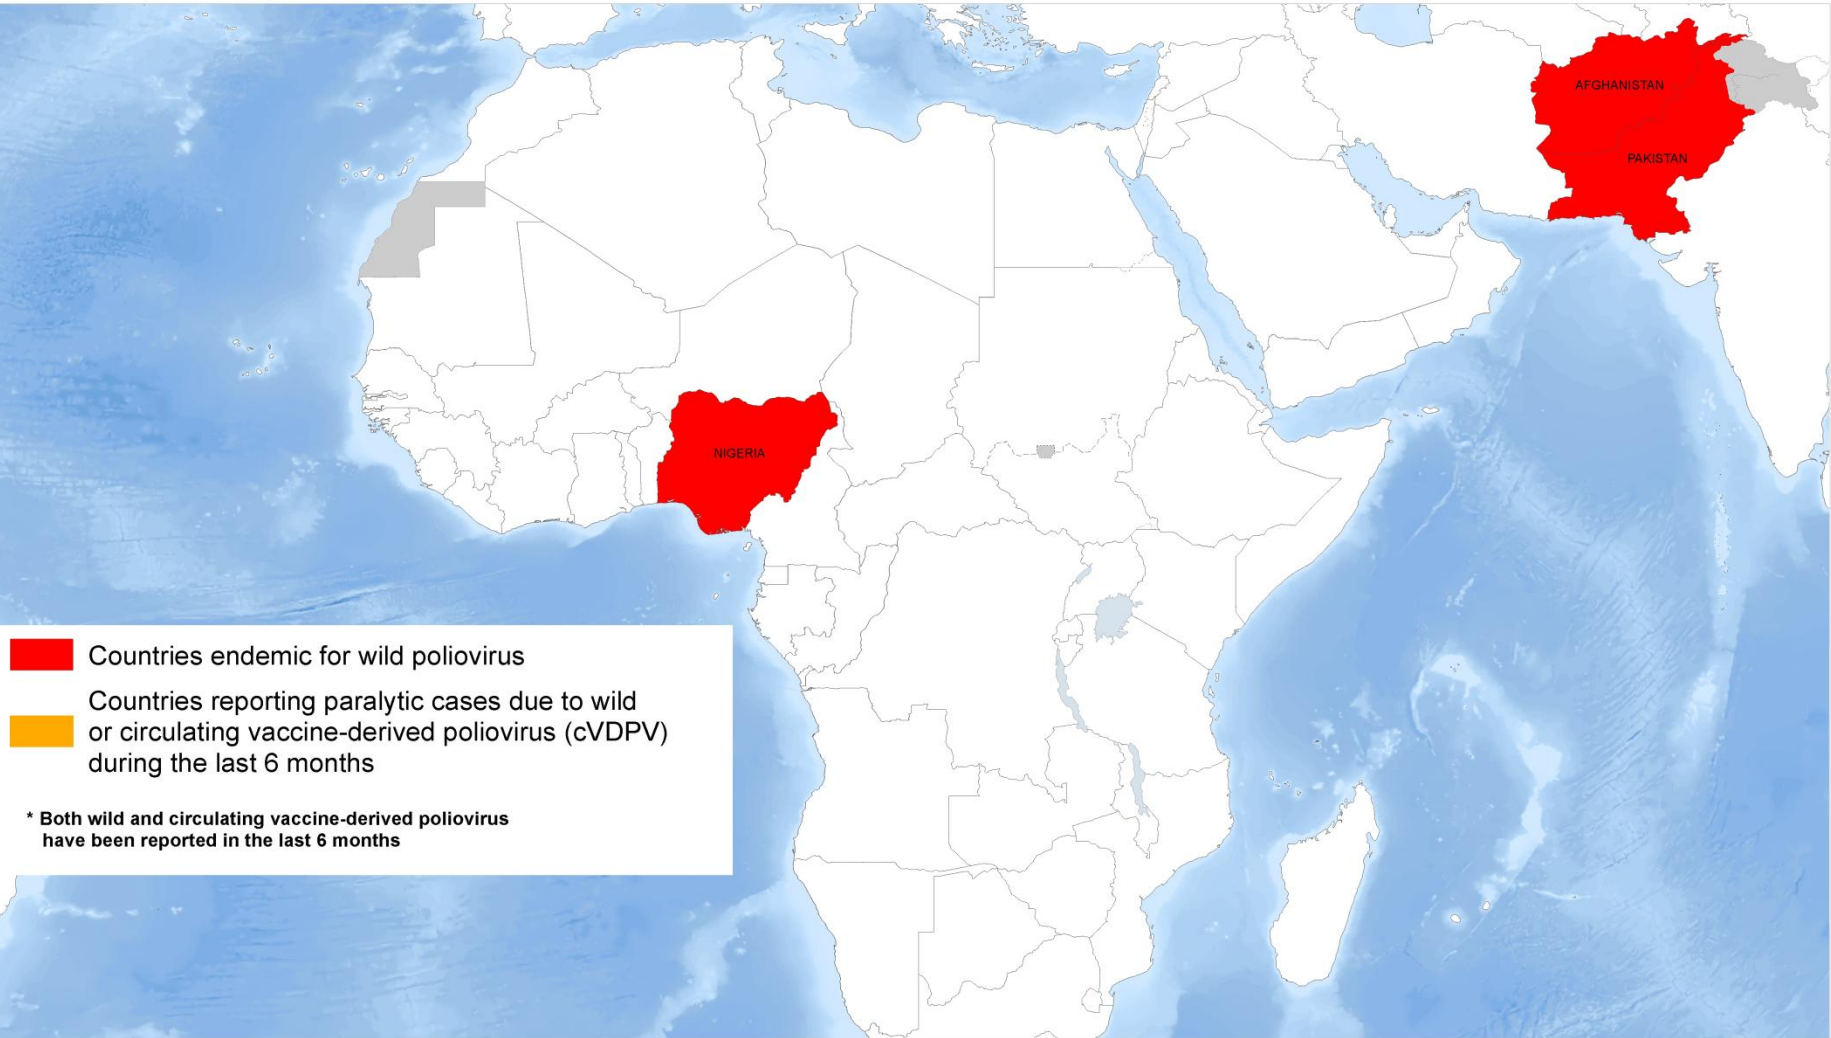 AFGHANISTAN
PAKISTAN
NIGERIA
Countries endemic for wild poliovirus
Countries reporting paralytic cases due to wild
or circulating vaccine-derived poliovirus (cVDPV)
during the last 6 months
* Both wild and circulating vaccine-derived poliovirus
have been reported in the last 6 months